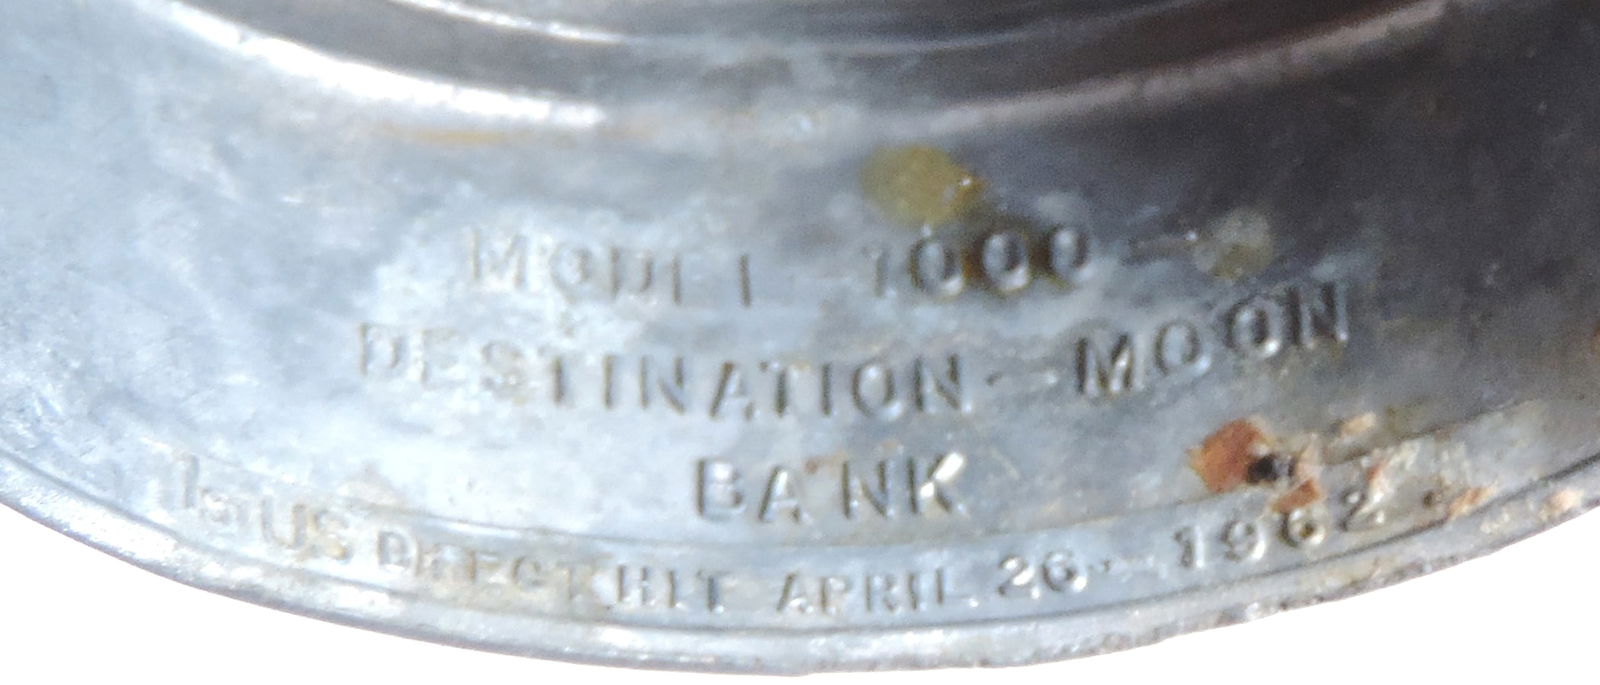 MODEL - 1000 -
DESTINATION - MOON
BANK
1ST US DIRECT HIT APRIL 26 - 1962